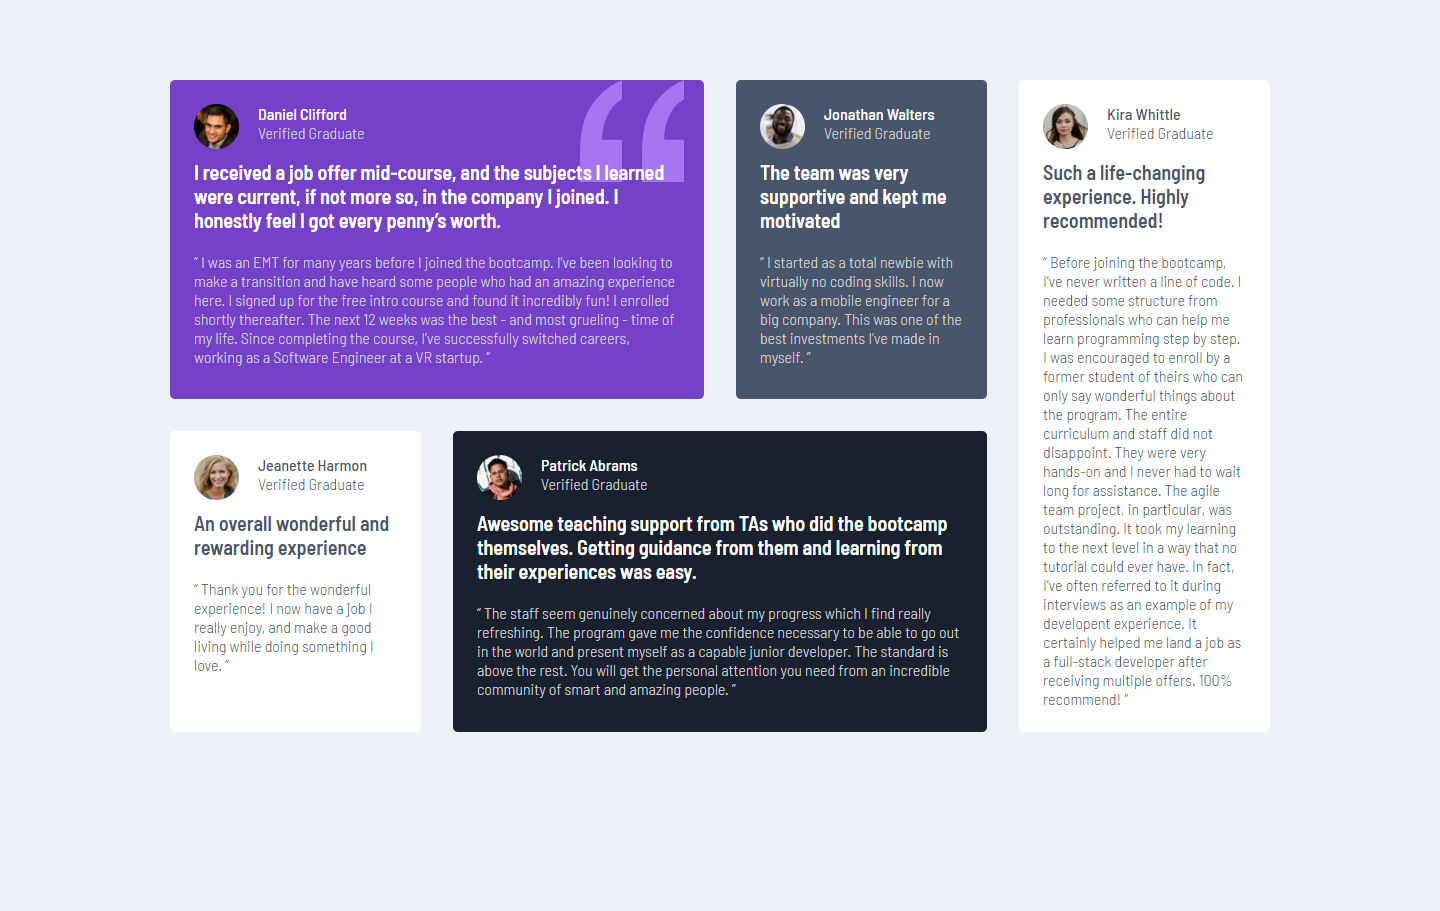 Daniel Clifford
Verified Graduate
I received a job offer mid-course, and the subjects I learned
were current, if not more so, in the company I joined. I
honestly feel I got every penny’s worth.
“ I was an EMT for many years before I joined the bootcamp. I’ve been looking to
make a transition and have heard some people who had an amazing experience
here. I signed up for the free intro course and found it incredibly fun! I enrolled
shortly thereafter. The next 12 weeks was the best - and most grueling - time of
my life. Since completing the course, I’ve successfully switched careers,
working as a Software Engineer at a VR startup. ”
Jonathan Walters
Verified Graduate
The team was very
supportive and kept me
motivated
“ I started as a total newbie with
virtually no coding skills. I now
work as a mobile engineer for a
big company. This was one of the
best investments I’ve made in
myself. ”
Kira Whittle
Verified Graduate
Such a life-changing
experience. Highly
recommended!
“ Before joining the bootcamp,
I’ve never written a line of code. I
needed some structure from
professionals who can help me
learn programming step by step.
I was encouraged to enroll by a
former student of theirs who can
only say wonderful things about
the program. The entire
curriculum and staff did not
disappoint. They were very
hands-on and I never had to wait
long for assistance. The agile
team project, in particular, was
outstanding. It took my learning
to the next level in a way that no
tutorial could ever have. In fact,
I’ve often referred to it during
interviews as an example of my
developent experience. It
certainly helped me land a job as
a full-stack developer after
receiving multiple offers. 100%
recommend! ”
Jeanette Harmon
Verified Graduate
An overall wonderful and
rewarding experience
“ Thank you for the wonderful
experience! I now have a job I
really enjoy, and make a good
living while doing something I
love. ”
Patrick Abrams
Verified Graduate
Awesome teaching support from TAs who did the bootcamp
themselves. Getting guidance from them and learning from
their experiences was easy.
“ The staff seem genuinely concerned about my progress which I find really
refreshing. The program gave me the confidence necessary to be able to go out
in the world and present myself as a capable junior developer. The standard is
above the rest. You will get the personal attention you need from an incredible
community of smart and amazing people. ”